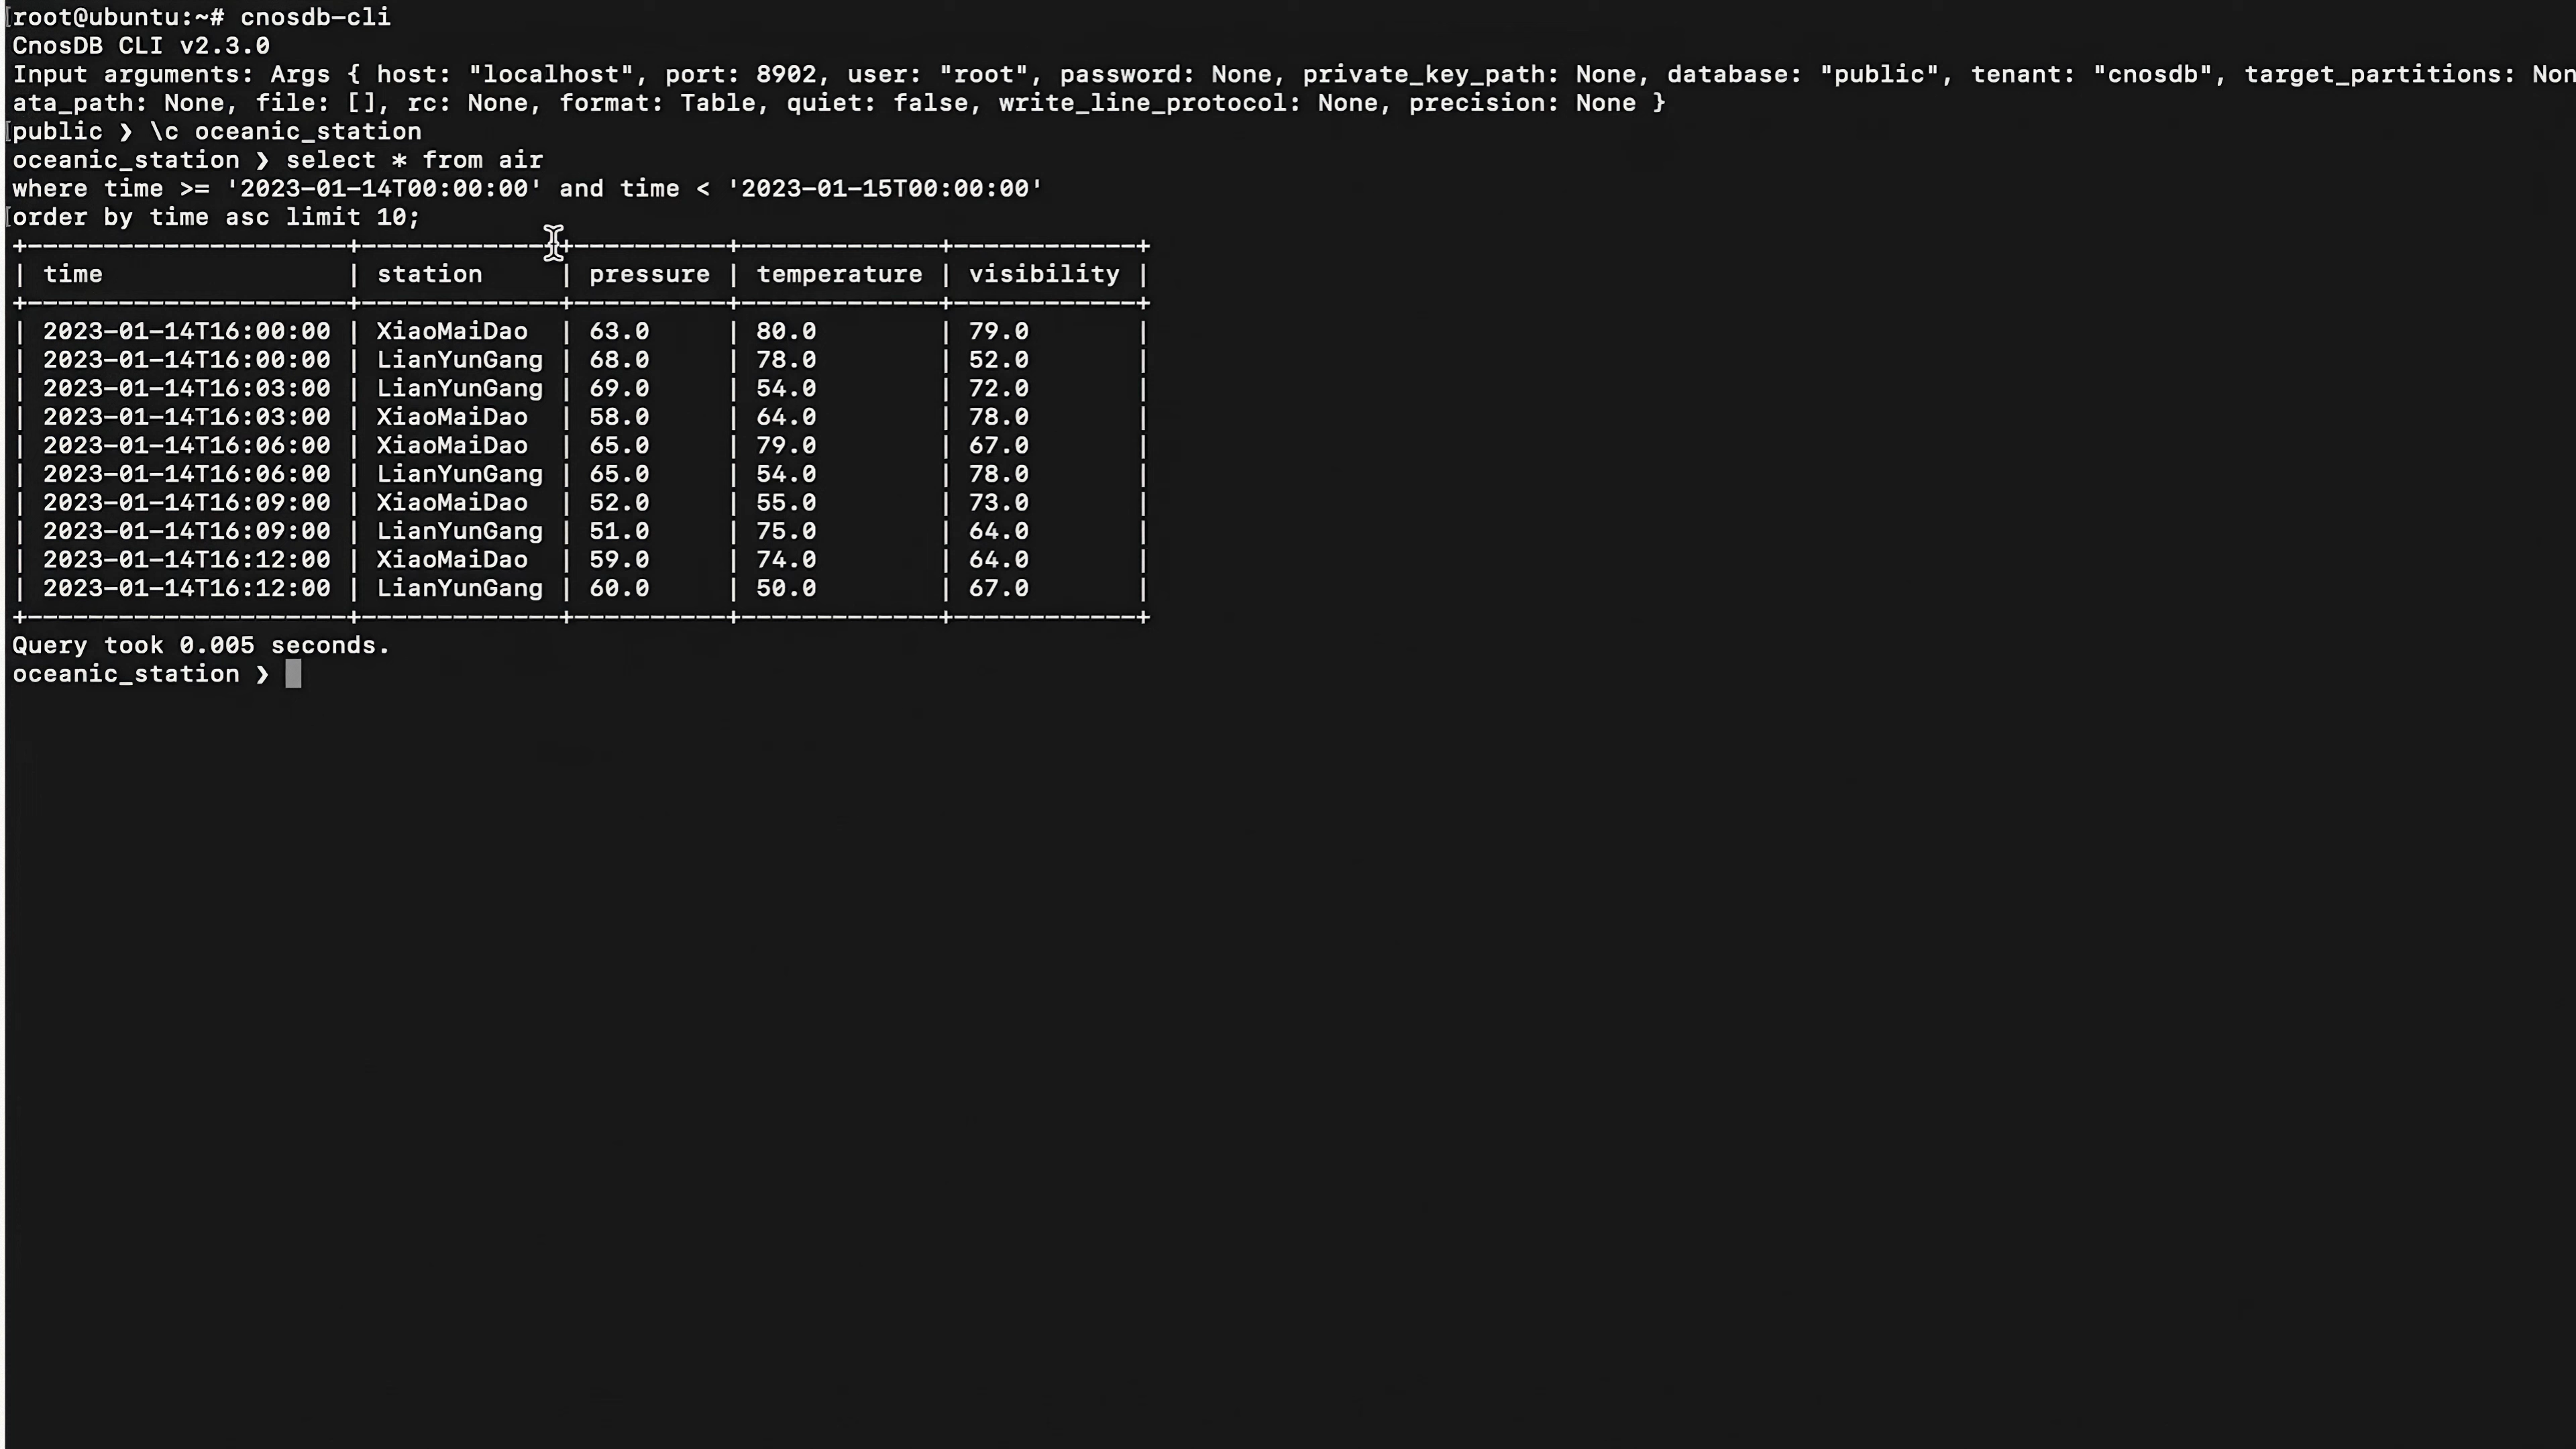 root@ubuntu:~# cnosdb-cli
CnosDB CLI v2.3.0
Input arguments: Args { host: "localhost", port: 8902, user: "root", password: None, private_key_path: None, database: "public", tenant: "cnosdb", target_partitions: Non
ata_path: None, file: [], rc: None, format: Table, quiet: false, write_line_protocol: None, precision: None }
public ❯ \c oceanic_station
oceanic_station ❯ select * from air
where time >= '2023-01-14T00:00:00' and time < '2023-01-15T00:00:00'
order by time asc limit 10;
+---------------------+-------------+----------+-------------+------------+
| time                | station     | pressure | temperature | visibility |
+---------------------+-------------+----------+-------------+------------+
| 2023-01-14T16:00:00 | XiaoMaiDao  | 63.0     | 80.0        | 79.0       |
| 2023-01-14T16:00:00 | LianYunGang | 68.0     | 78.0        | 52.0       |
| 2023-01-14T16:03:00 | LianYunGang | 69.0     | 54.0        | 72.0       |
| 2023-01-14T16:03:00 | XiaoMaiDao  | 58.0     | 64.0        | 78.0       |
| 2023-01-14T16:06:00 | XiaoMaiDao  | 65.0     | 79.0        | 67.0       |
| 2023-01-14T16:06:00 | LianYunGang | 65.0     | 54.0        | 78.0       |
| 2023-01-14T16:09:00 | XiaoMaiDao  | 52.0     | 55.0        | 73.0       |
| 2023-01-14T16:09:00 | LianYunGang | 51.0     | 75.0        | 64.0       |
| 2023-01-14T16:12:00 | XiaoMaiDao  | 59.0     | 74.0        | 64.0       |
| 2023-01-14T16:12:00 | LianYunGang | 60.0     | 50.0        | 67.0       |
+---------------------+-------------+----------+-------------+------------+
Query took 0.005 seconds.
oceanic_station ❯